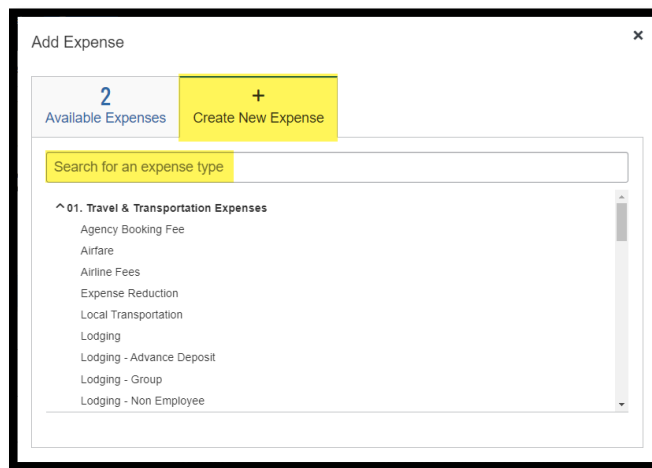 Add Expense
×
2
Available Expenses
+
Create New Expense
Search for an expense type
01. Travel & Transportation Expenses
Agency Booking Fee
Airfare
Airline Fees
Expense Reduction
Local Transportation
Lodging
Lodging - Advance Deposit
Lodging - Group
Lodging - Non Employee